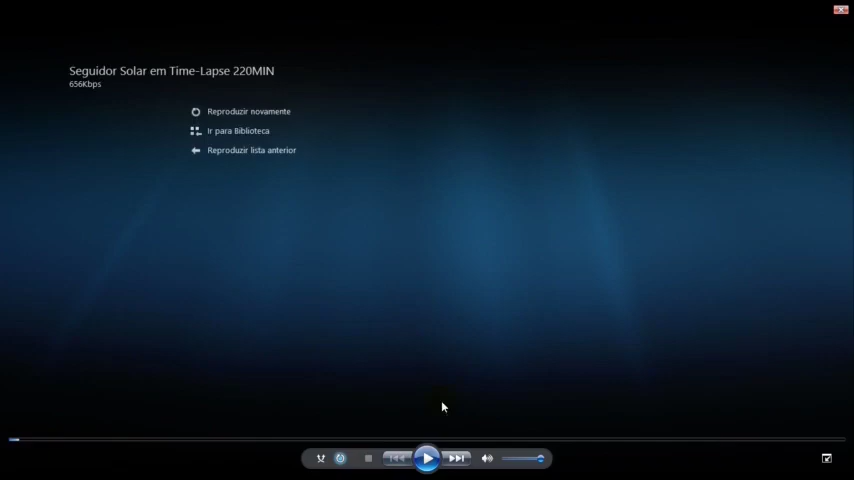 Seguidor Solar em Time-Lapse 220MIN
656Kbps
Reproduzir novamente
Ir para Biblioteca
Reproduzir lista anterior